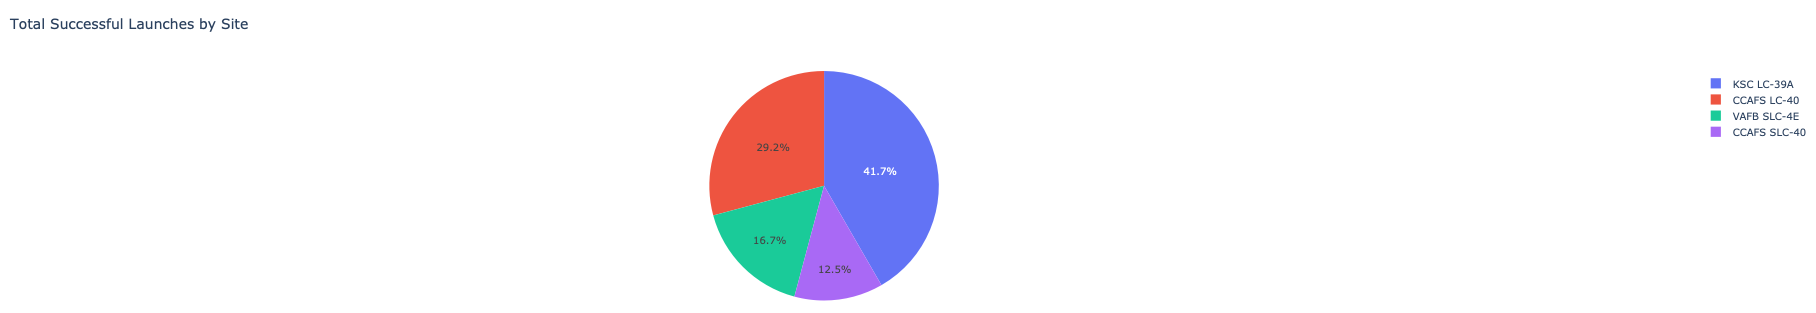 Total Successful Launches by Site
KSC LC-39A
CCAFS LC-40
VAFB SLC-4E
CCAFS SLC-40
29.2%
41.7%
16.7%
12.5%